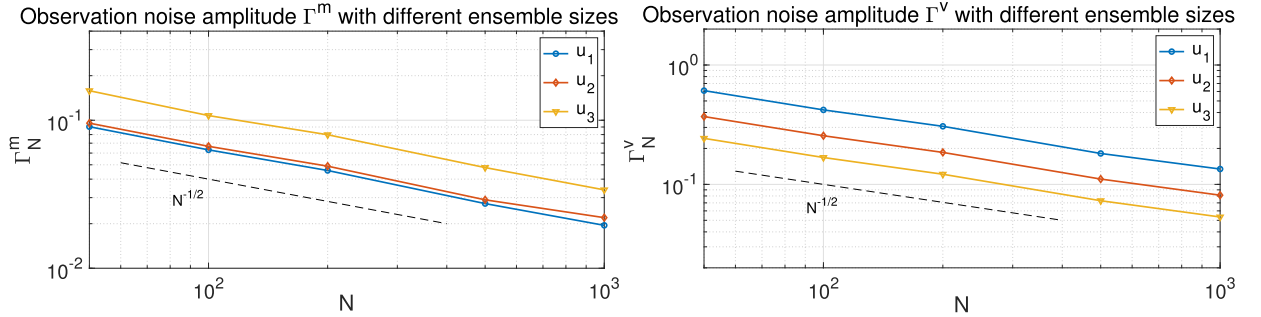 Observation noise amplitude Γ^m with different ensemble sizes
Γ_N^m
10^-1
10^-2
10^2
10^3
N
N^-1/2
u_1
u_2
u_3
Observation noise amplitude Γ^v with different ensemble sizes
Γ_N^v
10^0
10^-1
10^2
10^3
N
N^-1/2
u_1
u_2
u_3